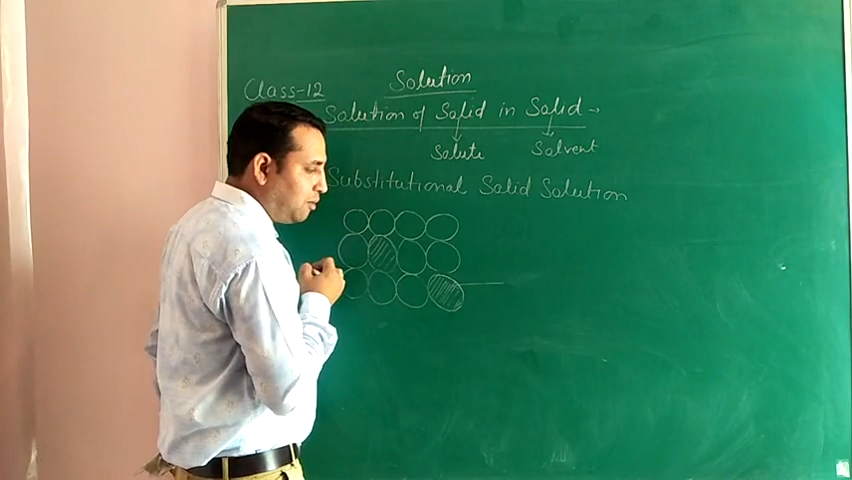 Class-12 Solution
Solution of Solid in Solid →
Solute Solvent
Substitutional Solid Solution